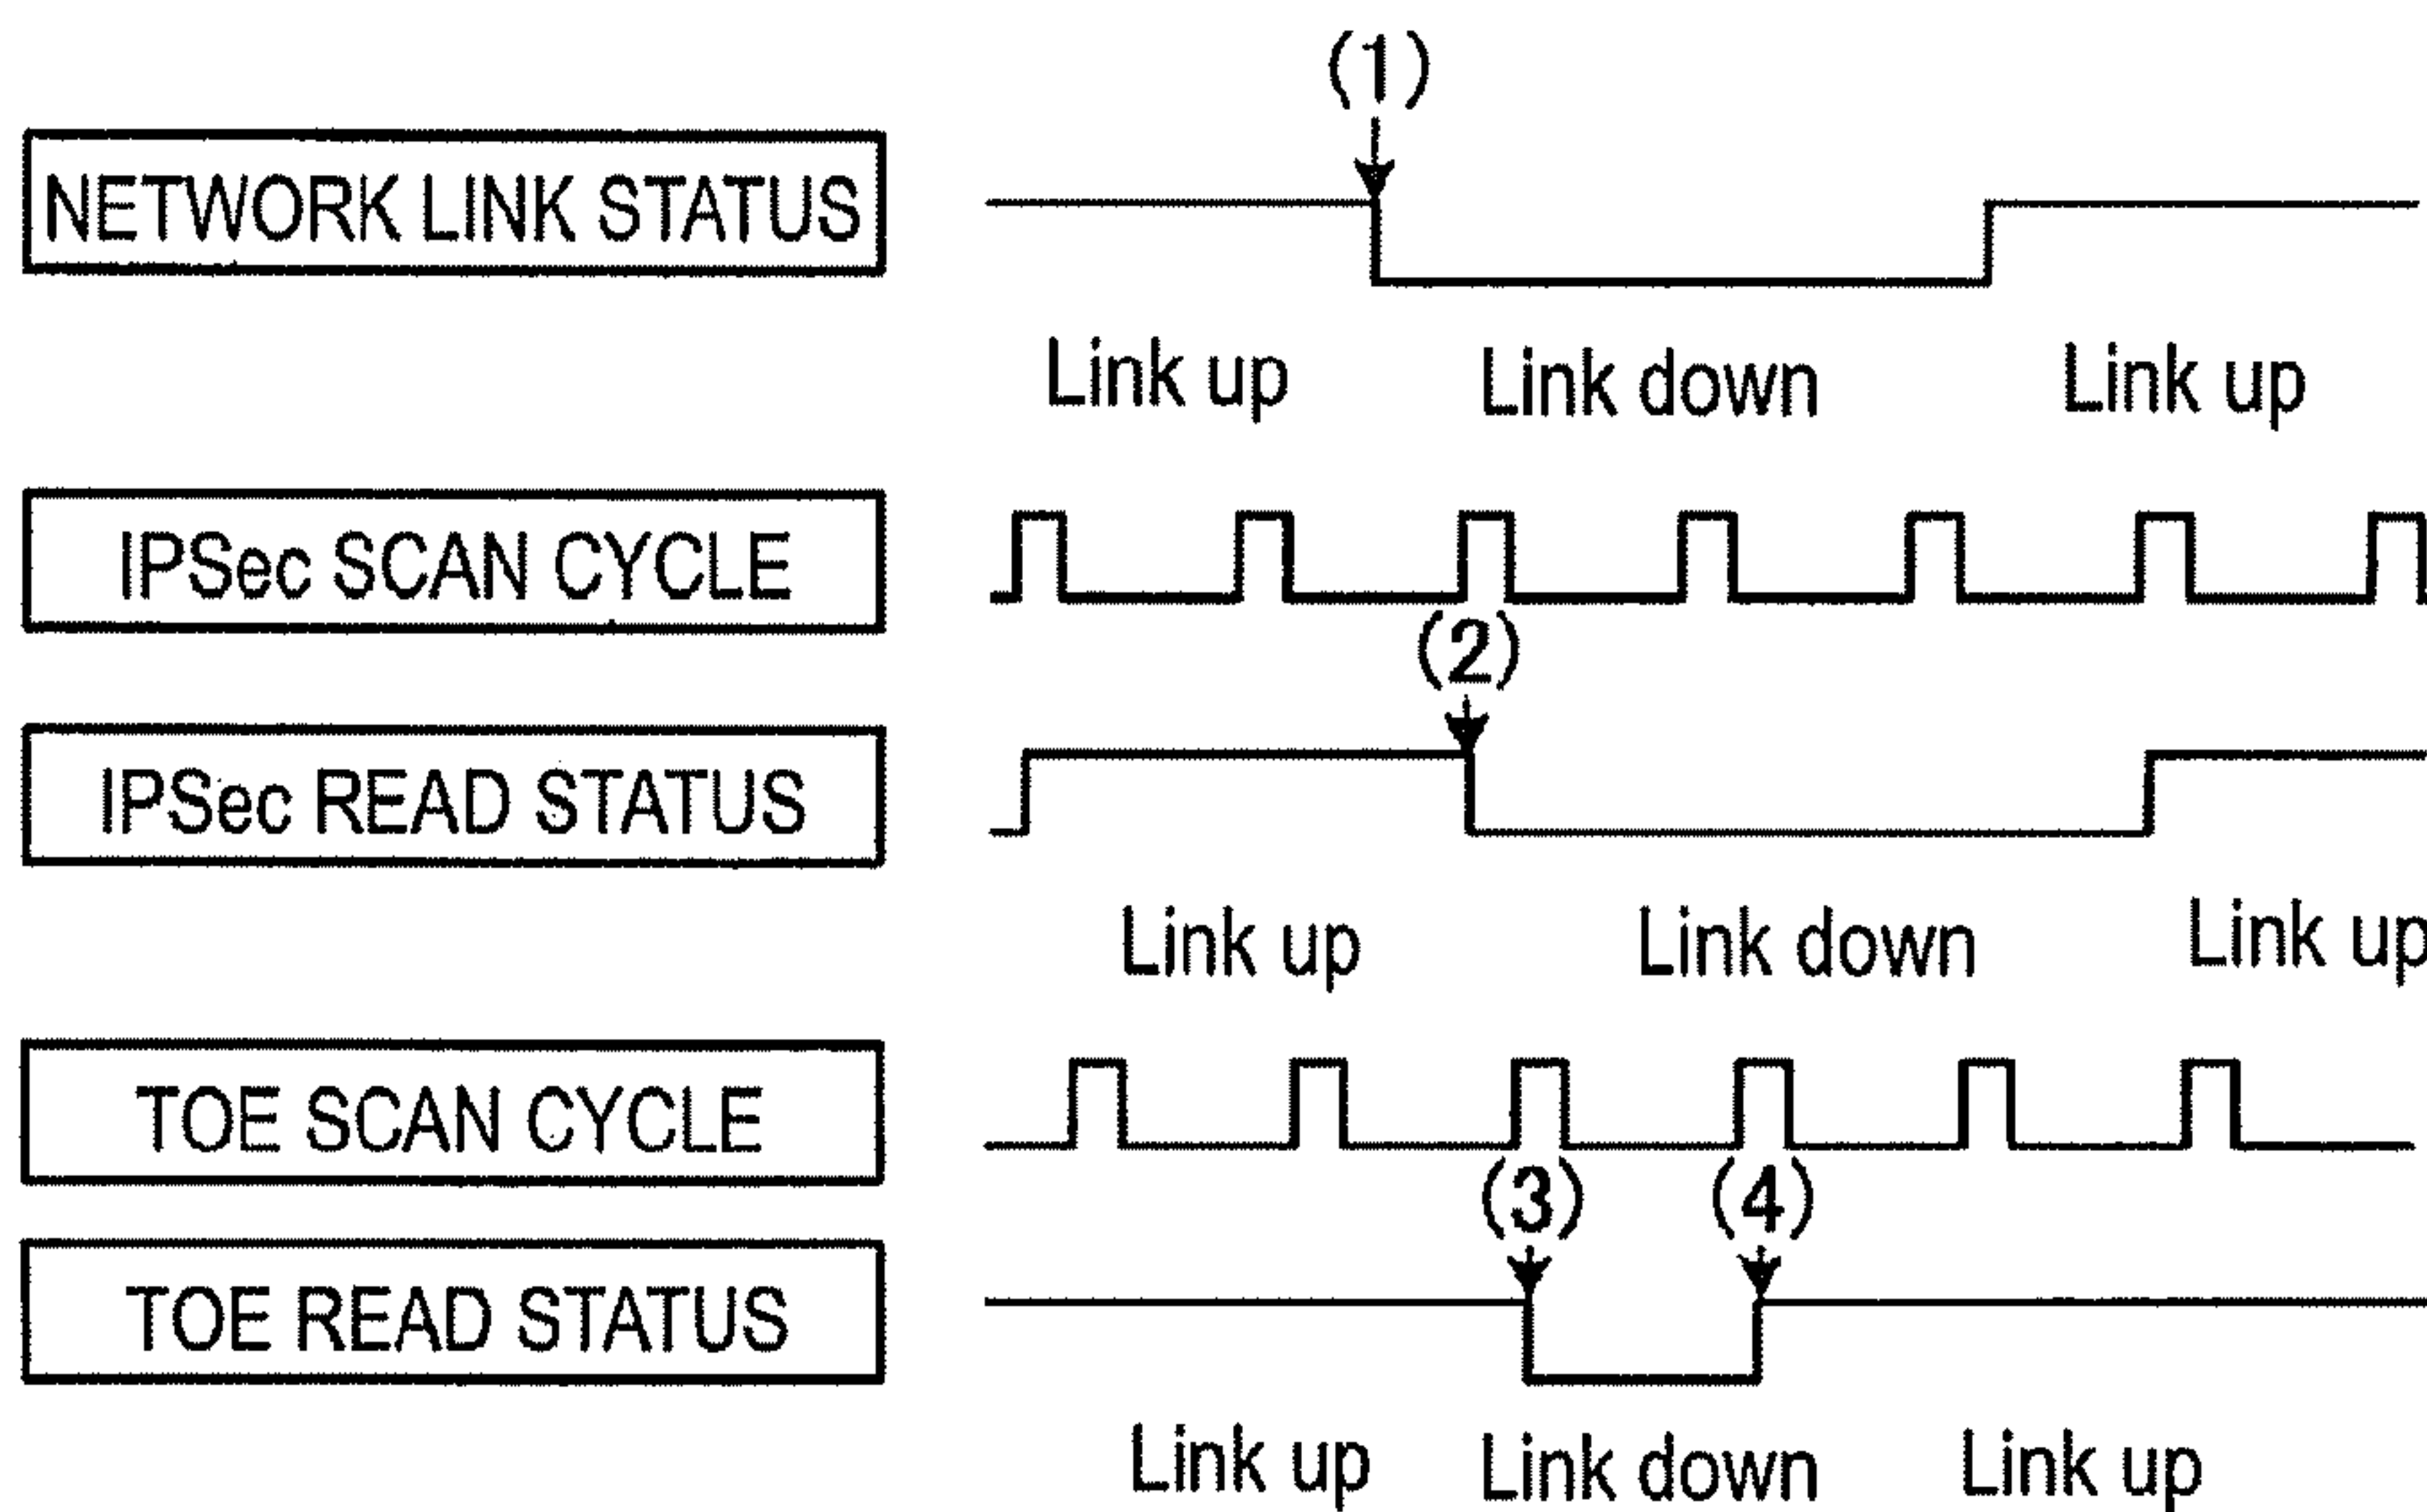 (1)
NETWORK LINK STATUS
Link up Link down Link up
IPSec SCAN CYCLE
(2)
IPSec READ STATUS
Link up Link down Link up
TOE SCAN CYCLE
(3) (4)
TOE READ STATUS
Link up Link down Link up